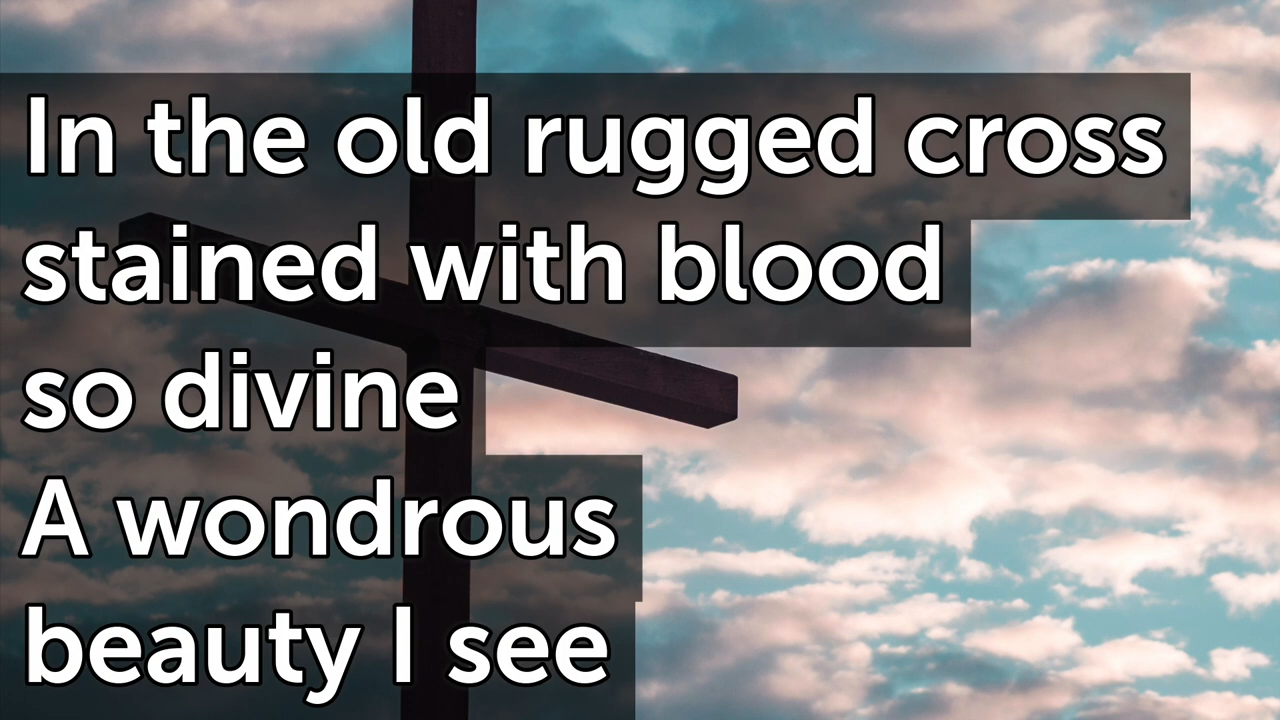 In the old rugged cross
stained with blood
so divine
A wondrous
beauty I see